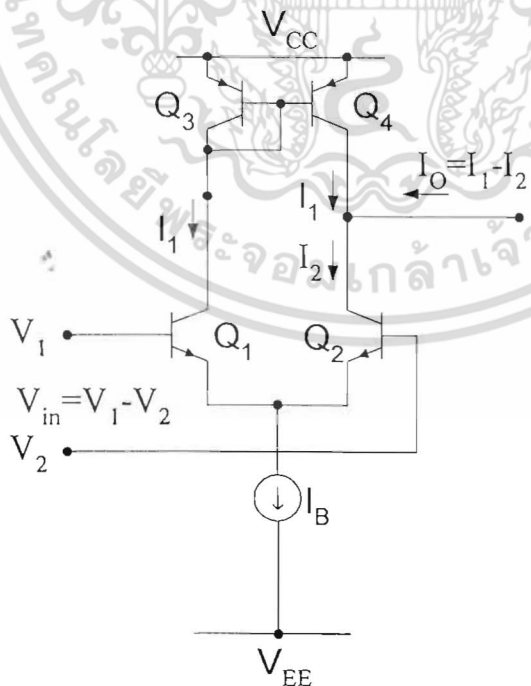 V_CC
Q_3
Q_4
I_O=I_1-I_2
I_1
I_1
I_2
V_1
Q_1
Q_2
V_in=V_1-V_2
V_2
I_B
V_EE